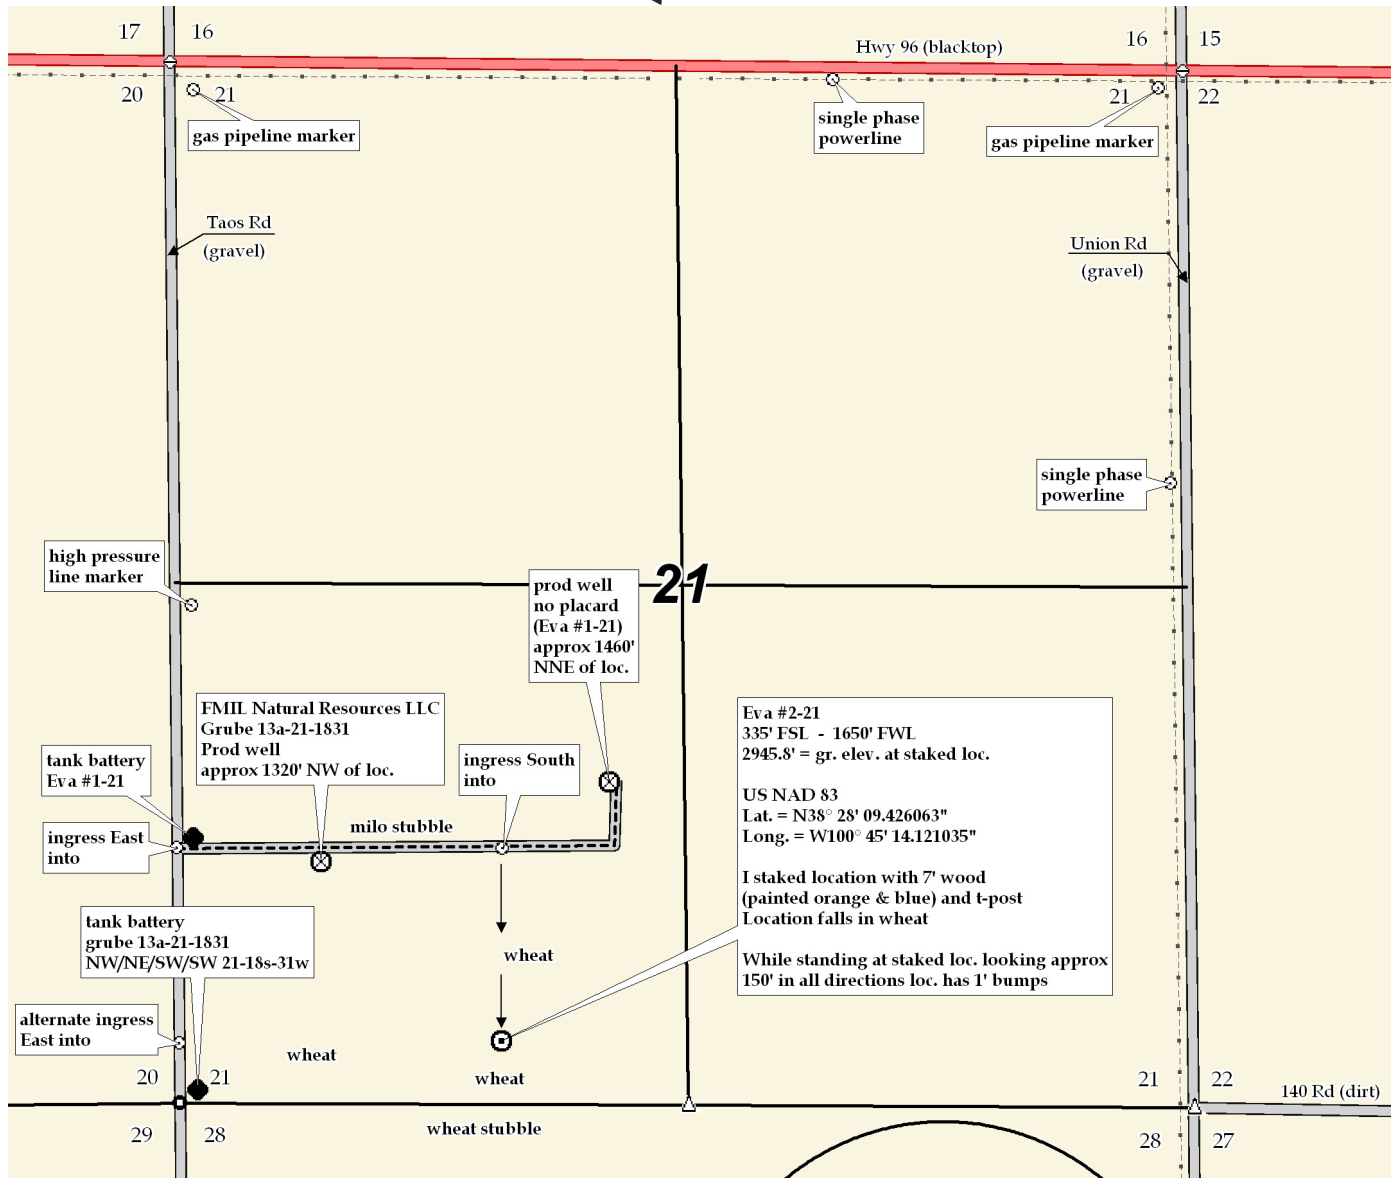 17
16
16
15
Hwy 96 (blacktop)
20
21
21
22
gas pipeline marker
single phase
powerline
gas pipeline marker
Taos Rd
(gravel)
Union Rd
(gravel)
single phase
powerline
high pressure
line marker
21
prod well
no placard
(Eva #1-21)
approx 1460'
NNE of loc.
FMIL Natural Resources LLC
Grube 13a-21-1831
Prod well
approx 1320' NW of loc.
tank battery
Eva #1-21
ingress South
into
Eva #2-21
335' FSL - 1650' FWL
2945.8' = gr. elev. at staked loc.
US NAD 83
Lat. = N38° 28' 09.426063"
Long. = W100° 45' 14.121035"
I staked location with 7' wood
(painted orange & blue) and t-post
Location falls in wheat
While standing at staked loc. looking approx
150' in all directions loc. has 1' bumps
milo stubble
ingress East
into
tank battery
grube 13a-21-1831
NW/NE/SW/SW 21-18s-31w
wheat
alternate ingress
East into
wheat
wheat
20
21
21
22
140 Rd (dirt)
29
28
wheat stubble
28
27